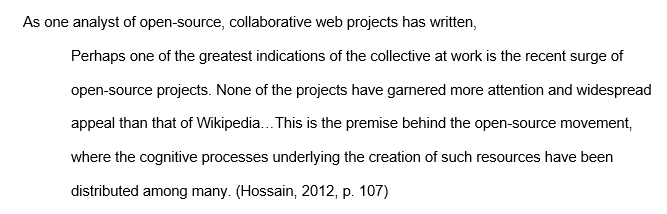 As one analyst of open-source, collaborative web projects has written,
Perhaps one of the greatest indications of the collective at work is the recent surge of
open-source projects. None of the projects have garnered more attention and widespread
appeal than that of Wikipedia…This is the premise behind the open-source movement,
where the cognitive processes underlying the creation of such resources have been
distributed among many. (Hossain, 2012, p. 107)